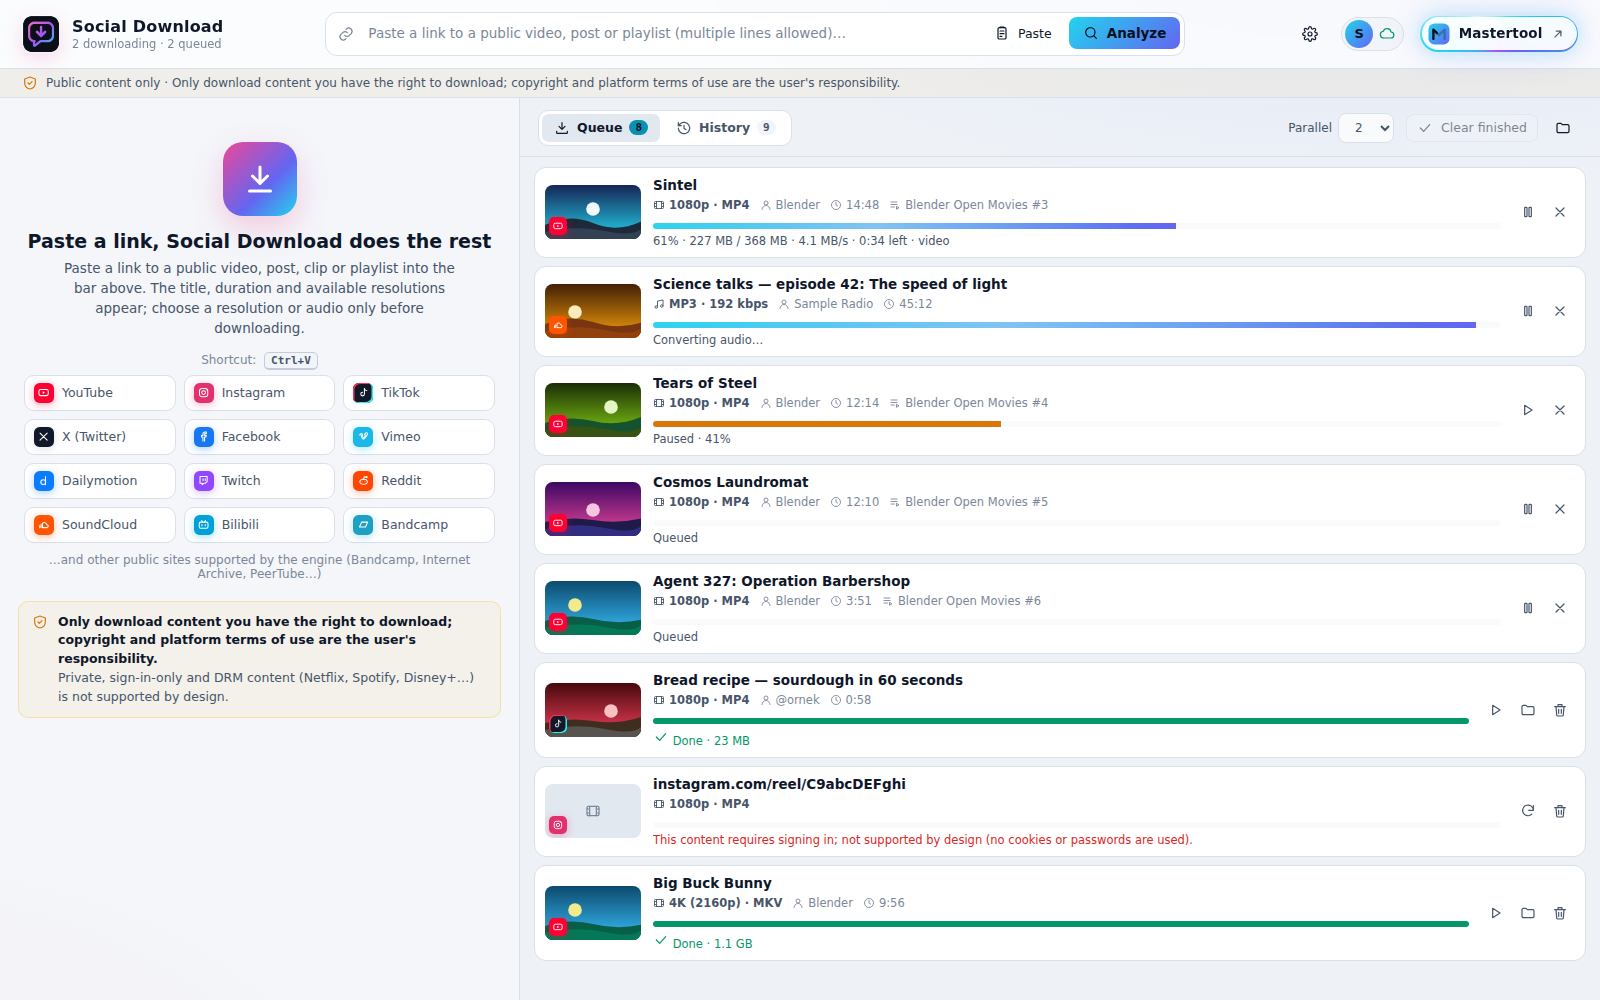 Social Download
2 downloading · 2 queued
Paste a link to a public video, post or playlist (multiple lines allowed)…
Paste
Analyze
S
Mastertool
Public content only · Only download content you have the right to download; copyright and platform terms of use are the user's responsibility.
Paste a link, Social Download does the rest
Paste a link to a public video, post, clip or playlist into the
bar above. The title, duration and available resolutions
appear; choose a resolution or audio only before
downloading.
Shortcut: Ctrl+V
YouTube
Instagram
TikTok
X (Twitter)
Facebook
Vimeo
Dailymotion
Twitch
Reddit
SoundCloud
Bilibili
Bandcamp
…and other public sites supported by the engine (Bandcamp, Internet
Archive, PeerTube…)
Only download content you have the right to download;
copyright and platform terms of use are the user's
responsibility.
Private, sign-in-only and DRM content (Netflix, Spotify, Disney+…)
is not supported by design.
Queue 8
History 9
Parallel 2
Clear finished
Sintel
1080p · MP4 Blender 14:48 Blender Open Movies #3
61% · 227 MB / 368 MB · 4.1 MB/s · 0:34 left · video
Science talks — episode 42: The speed of light
MP3 · 192 kbps Sample Radio 45:12
Converting audio…
Tears of Steel
1080p · MP4 Blender 12:14 Blender Open Movies #4
Paused · 41%
Cosmos Laundromat
1080p · MP4 Blender 12:10 Blender Open Movies #5
Queued
Agent 327: Operation Barbershop
1080p · MP4 Blender 3:51 Blender Open Movies #6
Queued
Bread recipe — sourdough in 60 seconds
1080p · MP4 @ornek 0:58
Done · 23 MB
instagram.com/reel/C9abcDEFghi
1080p · MP4
This content requires signing in; not supported by design (no cookies or passwords are used).
Big Buck Bunny
4K (2160p) · MKV Blender 9:56
Done · 1.1 GB